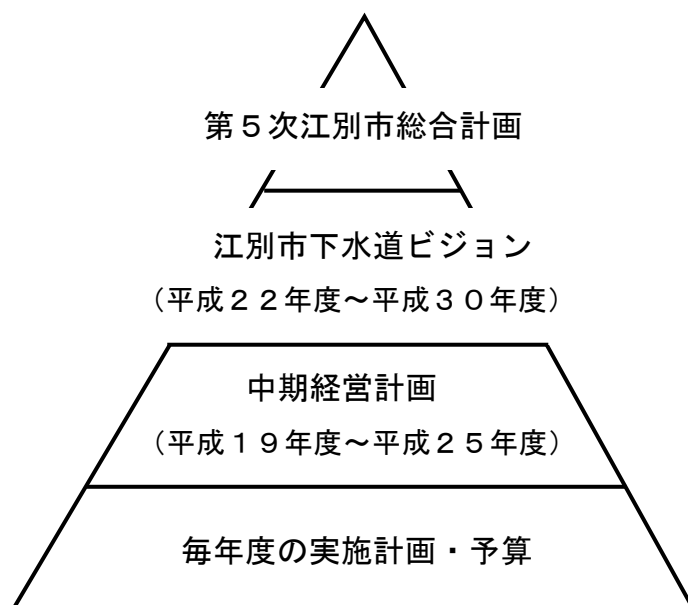 第５次江別市総合計画
江別市下水道ビジョン
（平成２２年度～平成３０年度）
中期経営計画
（平成１９年度～平成２５年度）
毎年度の実施計画・予算